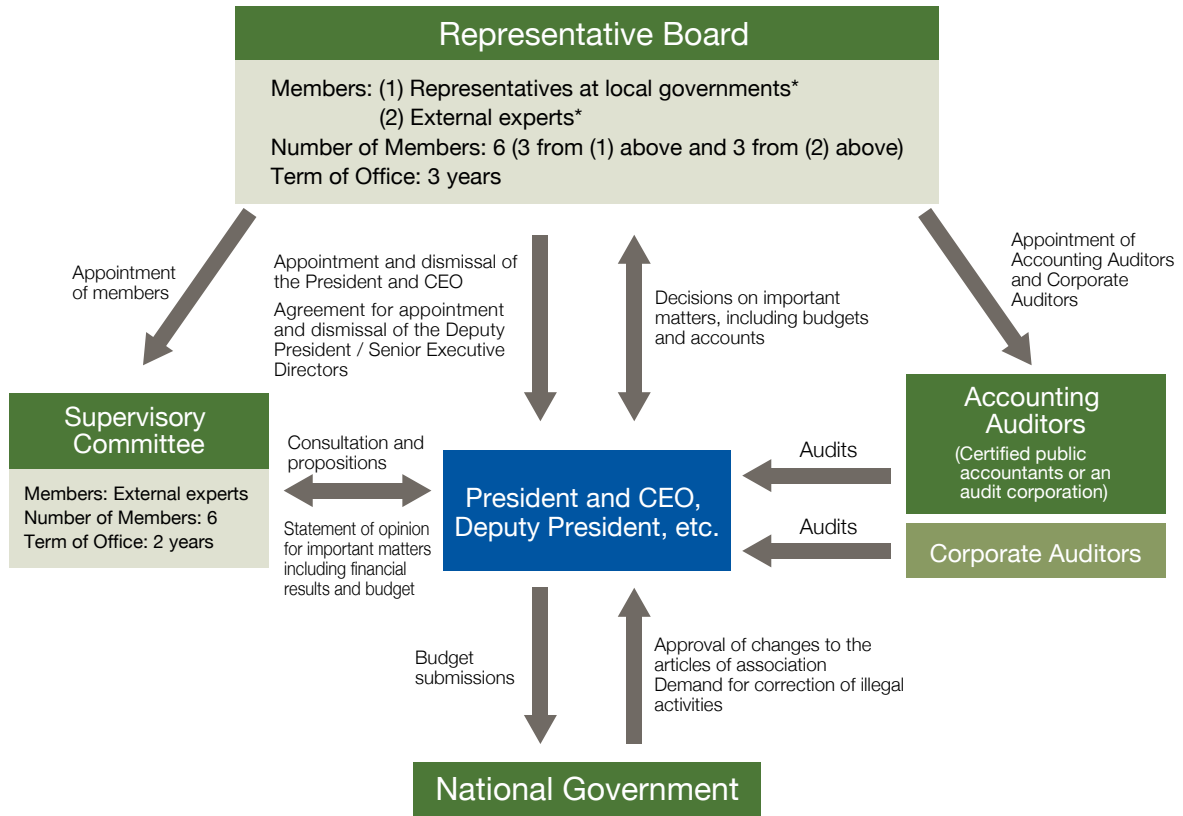 Representative Board
Members: (1) Representatives at local governments*
(2) External experts*
Number of Members: 6 (3 from (1) above and 3 from (2) above)
Term of Office: 3 years
Appointment
of members
Appointment and dismissal of
the President and CEO
Agreement for appointment
and dismissal of the Deputy
President / Senior Executive
Directors
Decisions on important
matters, including budgets
and accounts
Appointment of
Accounting Auditors
and Corporate
Auditors
Supervisory
Committee
Members: External experts
Number of Members: 6
Term of Office: 2 years
Consultation and
propositions
Statement of opinion
for important matters
including financial
results and budget
President and CEO,
Deputy President, etc.
Audits
Audits
Accounting
Auditors
(Certified public
accountants or an
audit corporation)
Corporate Auditors
Budget
submissions
Approval of changes to the
articles of association
Demand for correction of illegal
activities
National Government